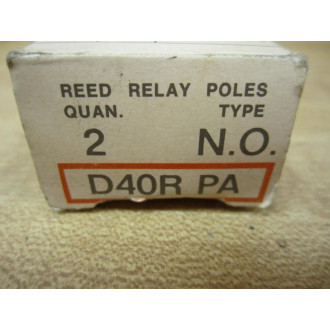 REED RELAY POLES
QUAN. TYPE
2 N.O.
D40R PA